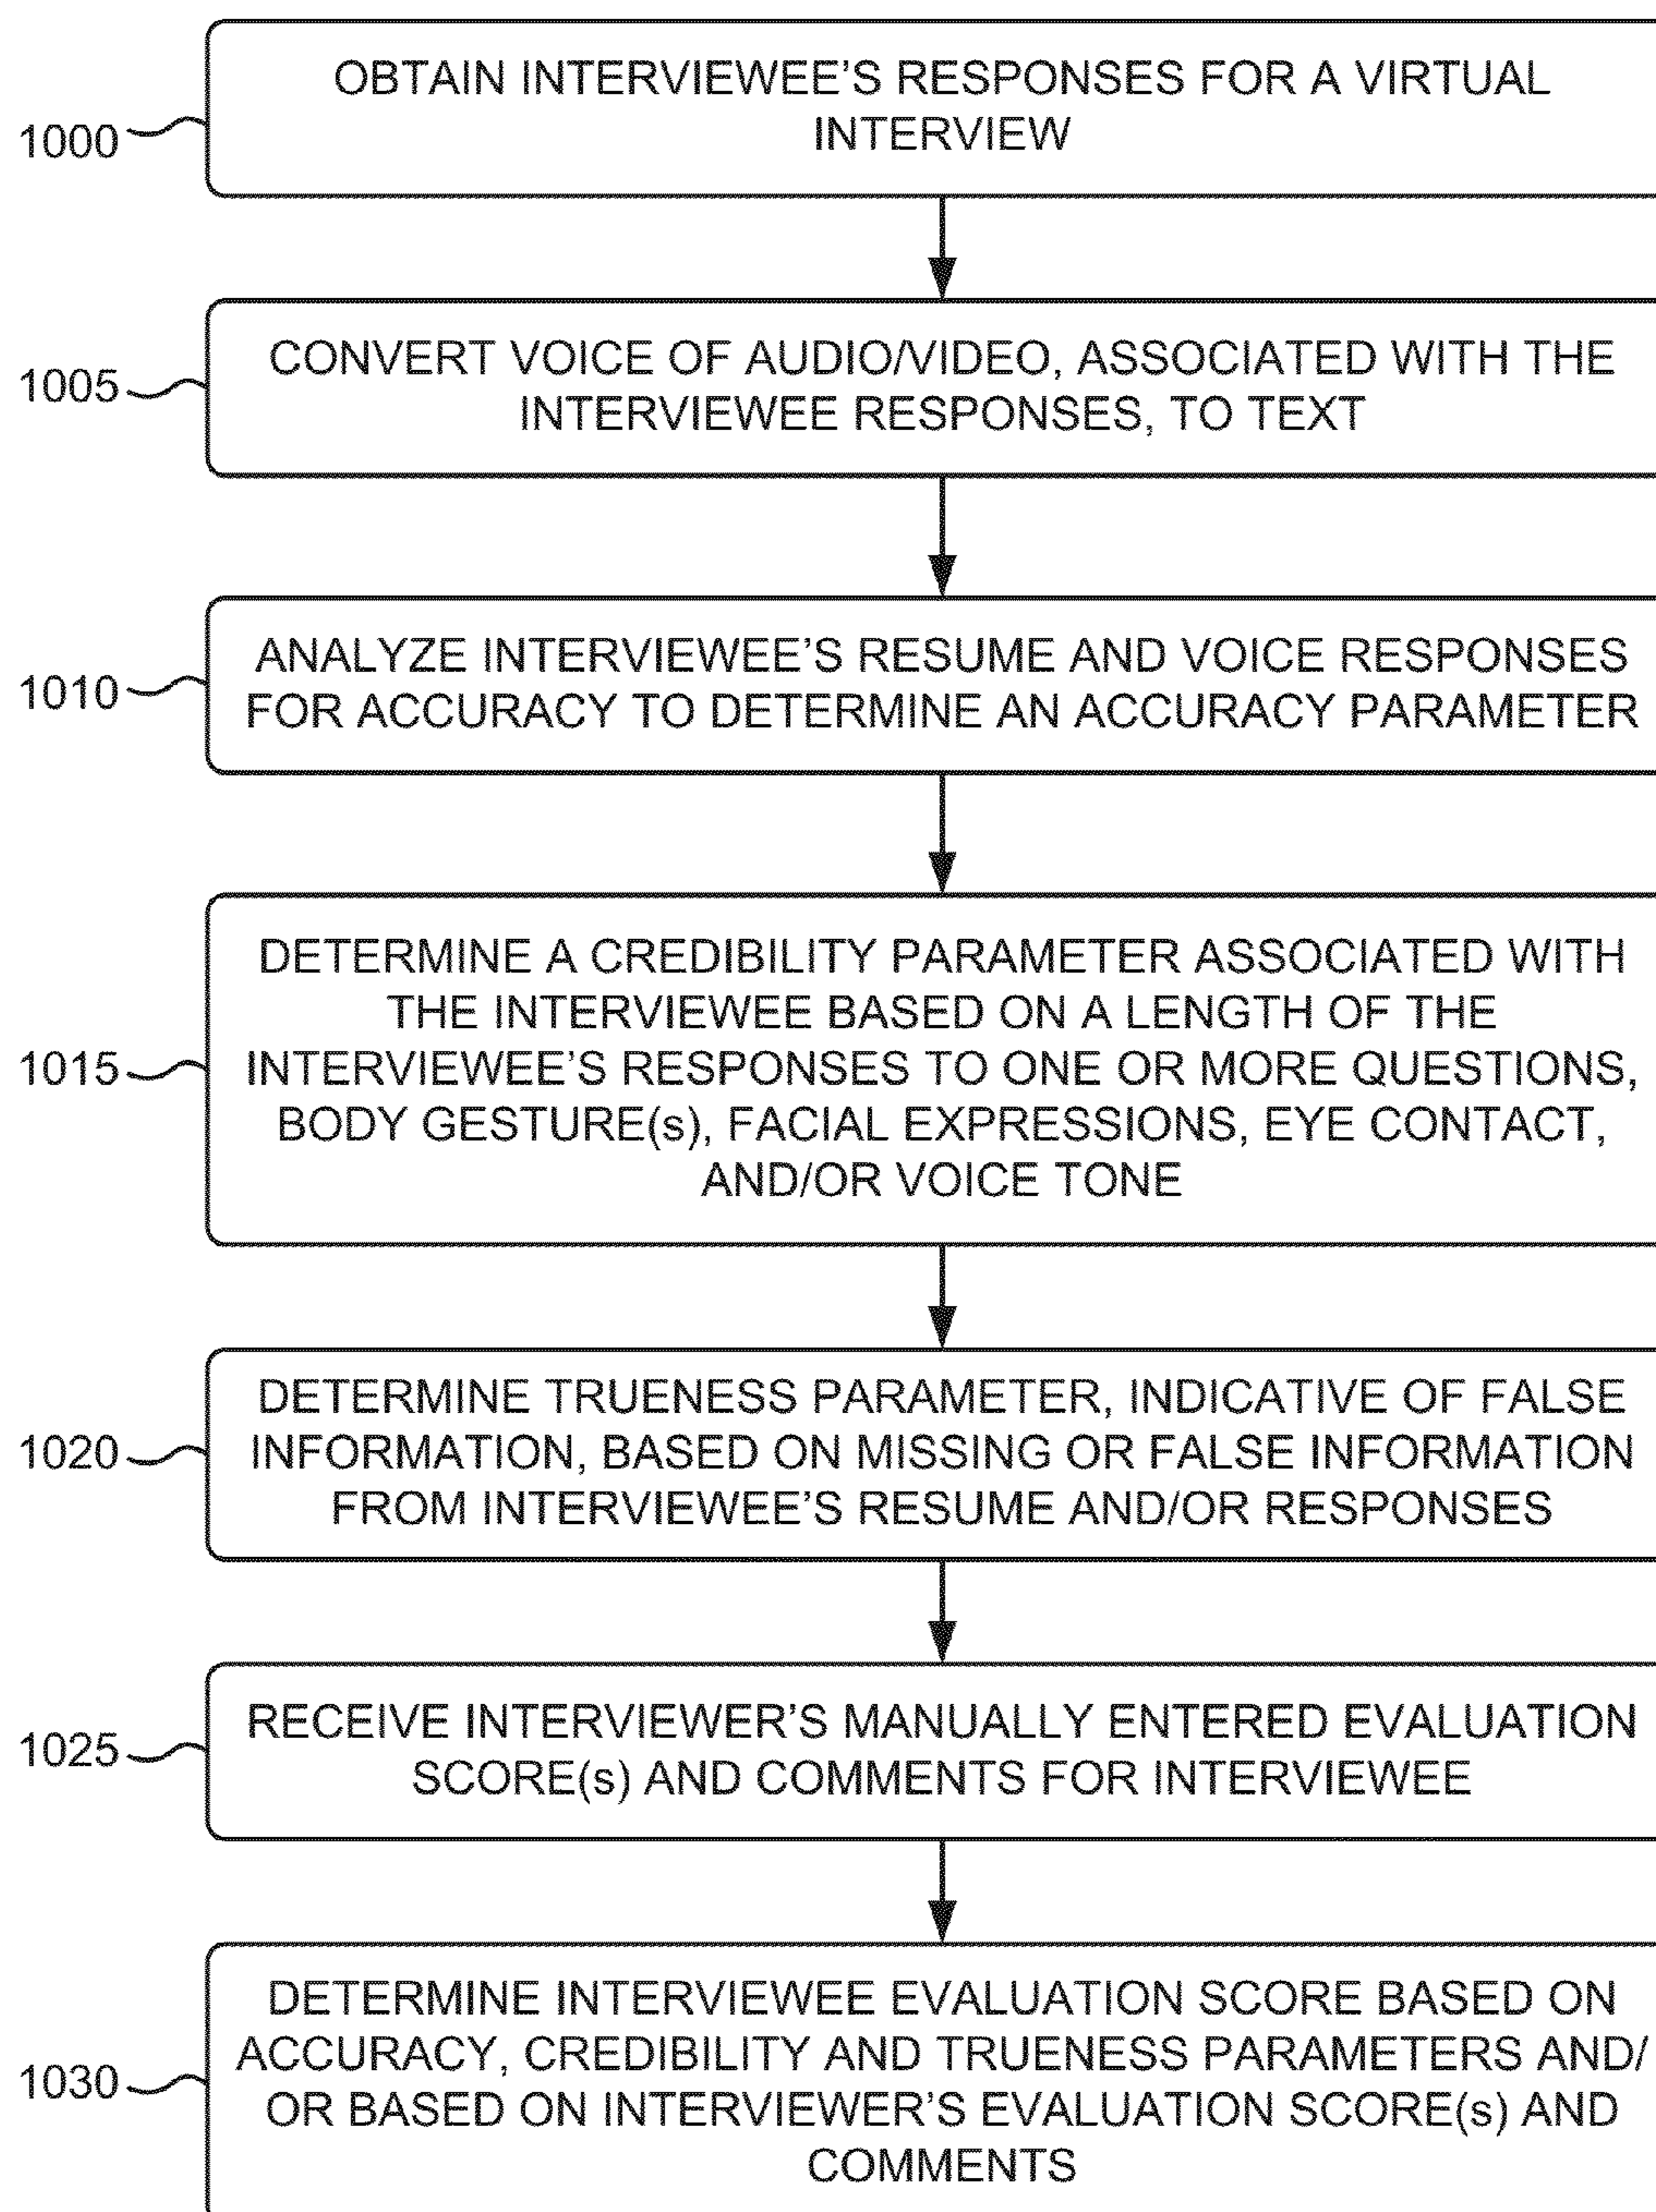 OBTAIN INTERVIEWEE'S RESPONSES FOR A VIRTUAL
INTERVIEW
1000
CONVERT VOICE OF AUDIO/VIDEO, ASSOCIATED WITH THE
INTERVIEWEE RESPONSES, TO TEXT
1005
ANALYZE INTERVIEWEE'S RESUME AND VOICE RESPONSES
FOR ACCURACY TO DETERMINE AN ACCURACY PARAMETER
1010
DETERMINE A CREDIBILITY PARAMETER ASSOCIATED WITH
THE INTERVIEWEE BASED ON A LENGTH OF THE
INTERVIEWEE'S RESPONSES TO ONE OR MORE QUESTIONS,
BODY GESTURE(s), FACIAL EXPRESSIONS, EYE CONTACT,
AND/OR VOICE TONE
1015
DETERMINE TRUENESS PARAMETER, INDICATIVE OF FALSE
INFORMATION, BASED ON MISSING OR FALSE INFORMATION
FROM INTERVIEWEE'S RESUME AND/OR RESPONSES
1020
RECEIVE INTERVIEWER'S MANUALLY ENTERED EVALUATION
SCORE(s) AND COMMENTS FOR INTERVIEWEE
1025
DETERMINE INTERVIEWEE EVALUATION SCORE BASED ON
ACCURACY, CREDIBILITY AND TRUENESS PARAMETERS AND/
OR BASED ON INTERVIEWER'S EVALUATION SCORE(s) AND
COMMENTS
1030